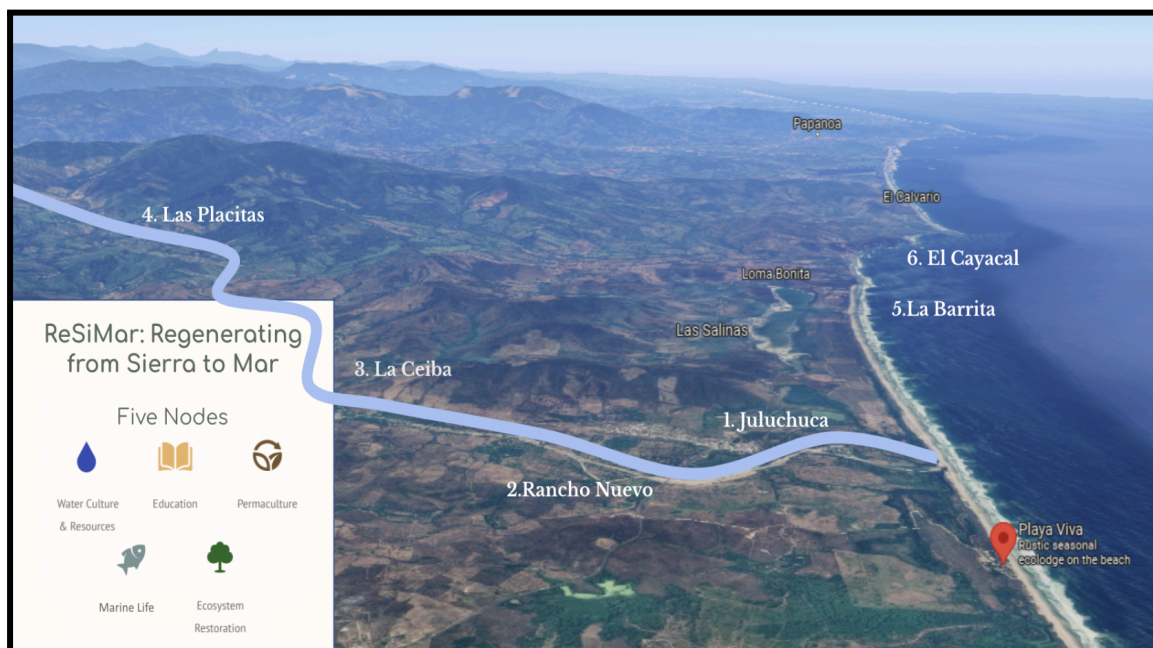 Papanoa
El Calvario
4. Las Placitas
6. El Cayacal
Loma Bonita
5.La Barrita
Las Salinas
ReSiMar: Regenerating
from Sierra to Mar
3. La Ceiba
Five Nodes
1. Juluchuca
2.Rancho Nuevo
Water Culture
& Resources
Education
Permaculture
Playa Viva
Rustic seasonal
ecolodge on the beach
Marine Life
Ecosystem
Restoration